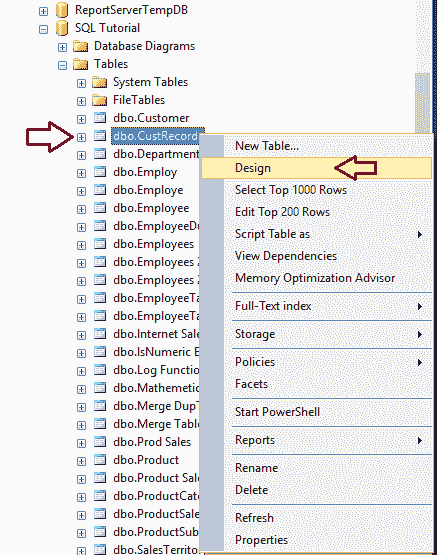 ReportServerTempDB
SQL Tutorial
Database Diagrams
Tables
System Tables
FileTables
dbo.Customer
dbo.CustRecord
dbo.Department
dbo.Employ
dbo.Employe
dbo.Employee
dbo.EmployeeDu
dbo.Employees
dbo.Employees 2
dbo.Employees 2
dbo.EmployeeTa
dbo.EmployeeTa
dbo.Internet Sale
dbo.IsNumeric E
dbo.Log Function
dbo.Mathemetic
dbo.Merge DupT
dbo.Merge Table
dbo.Prod Sales
dbo.Product
dbo.Product Sal
dbo.ProductCate
dbo.ProductSale
dbo.ProductSub
dbo.SalesTerrito
New Table...
Design
Select Top 1000 Rows
Edit Top 200 Rows
Script Table as
View Dependencies
Memory Optimization Advisor
Full-Text index
Storage
Policies
Facets
Start PowerShell
Reports
Rename
Delete
Refresh
Properties